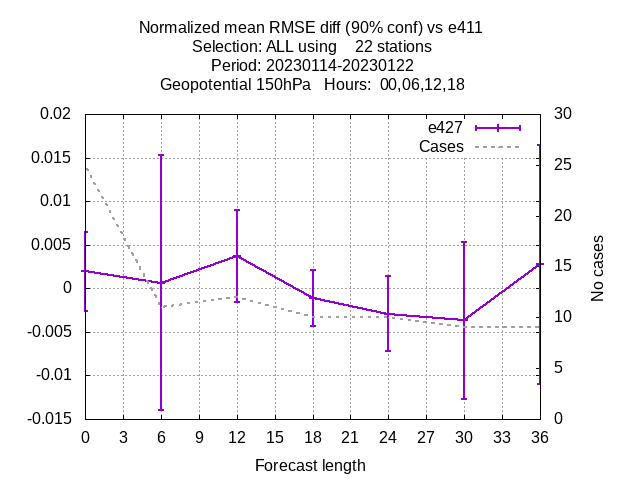 Normalized mean RMSE diff (90% conf) vs e411
Selection: ALL using    22 stations
Period: 20230114-20230122
Geopotential 150hPa   Hours:  00,06,12,18
0.02
0.015
0.01
0.005
0
-0.005
-0.01
-0.015
e427
Cases
30
25
20
15
10
5
0
No cases
0 3 6 9 12 15 18 21 24 27 30 33 36
Forecast length